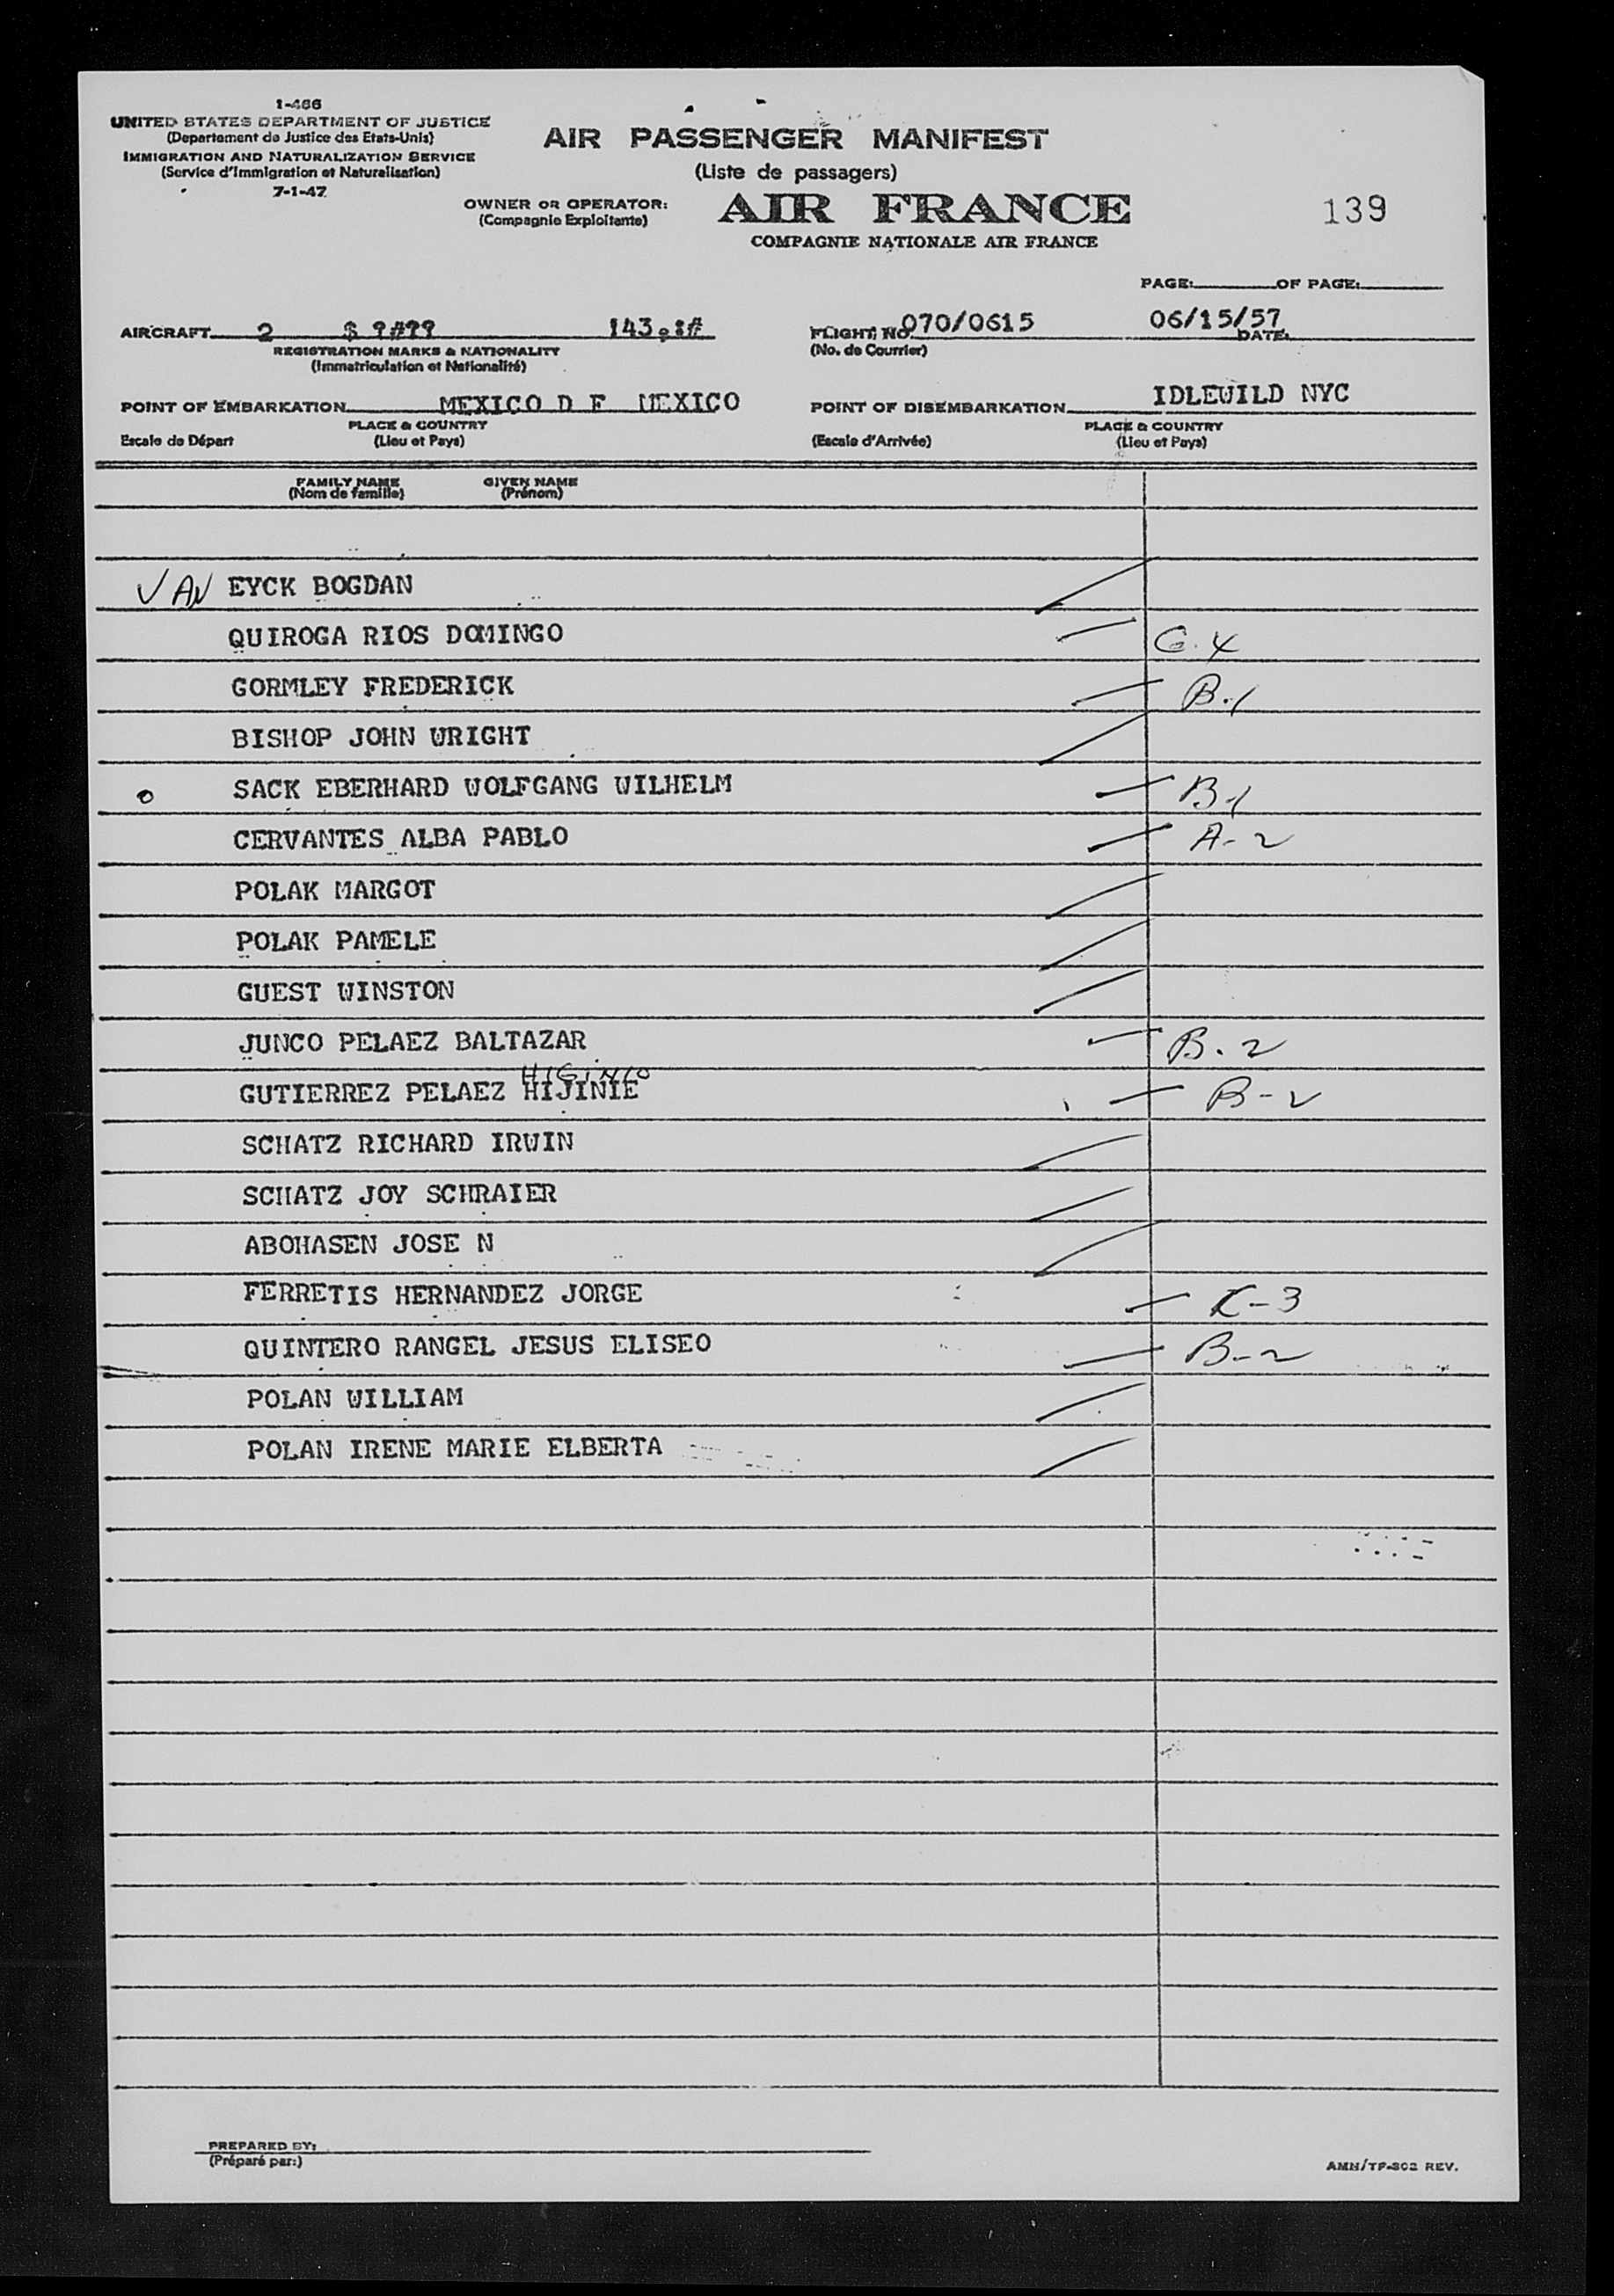 I-466
UNITED STATES DEPARTMENT OF JUSTICE
(Departement de Justice des Etats-Unis)
IMMIGRATION AND NATURALIZATION SERVICE
(Service d'Immigration et Naturalisation)
7-1-47
AIR PASSENGER MANIFEST
(Liste de passagers)
OWNER OR OPERATOR:
(Compagnie Exploitante)
AIR FRANCE
COMPAGNIE NATIONALE AIR FRANCE
139
PAGE: OF PAGE:
AIRCRAFT 2 $ ?#?? 143
REGISTRATION MARKS & NATIONALITY
(Immatriculation et Nationalité)
FLIGHT NO. 070/0615
(No. de Courrier)
06/15/57
DATE:
POINT OF EMBARKATION MEXICO D F MEXICO
PLACE & COUNTRY
Escale de Départ (Lieu et Pays)
POINT OF DISEMBARKATION IDLEWILD NYC
PLACE & COUNTRY
(Escale d'Arrivée) (Lieu et Pays)
FAMILY NAME GIVEN NAME
(Nom de famille) (Prénom)
VAN EYCK BOGDAN
QUIROGA RIOS DOMINGO G.4
GORMLEY FREDERICK B.1
BISHOP JOHN WRIGHT
SACK EBERHARD WOLFGANG WILHELM B-1
CERVANTES ALBA PABLO A-2
POLAK MARGOT
POLAK PAMELE
GUEST WINSTON
JUNCO PELAEZ BALTAZAR B.2
HIGINIO
GUTIERREZ PELAEZ HIJINIE B-2
SCHATZ RICHARD IRWIN
SCHATZ JOY SCHRAIER
ABOHASEN JOSE N
FERRETIS HERNANDEZ JORGE C-3
QUINTERO RANGEL JESUS ELISEO B-2
POLAN WILLIAM
POLAN IRENE MARIE ELBERTA
PREPARED BY:
(Préparé par:)
AMN/TP-302 REV.